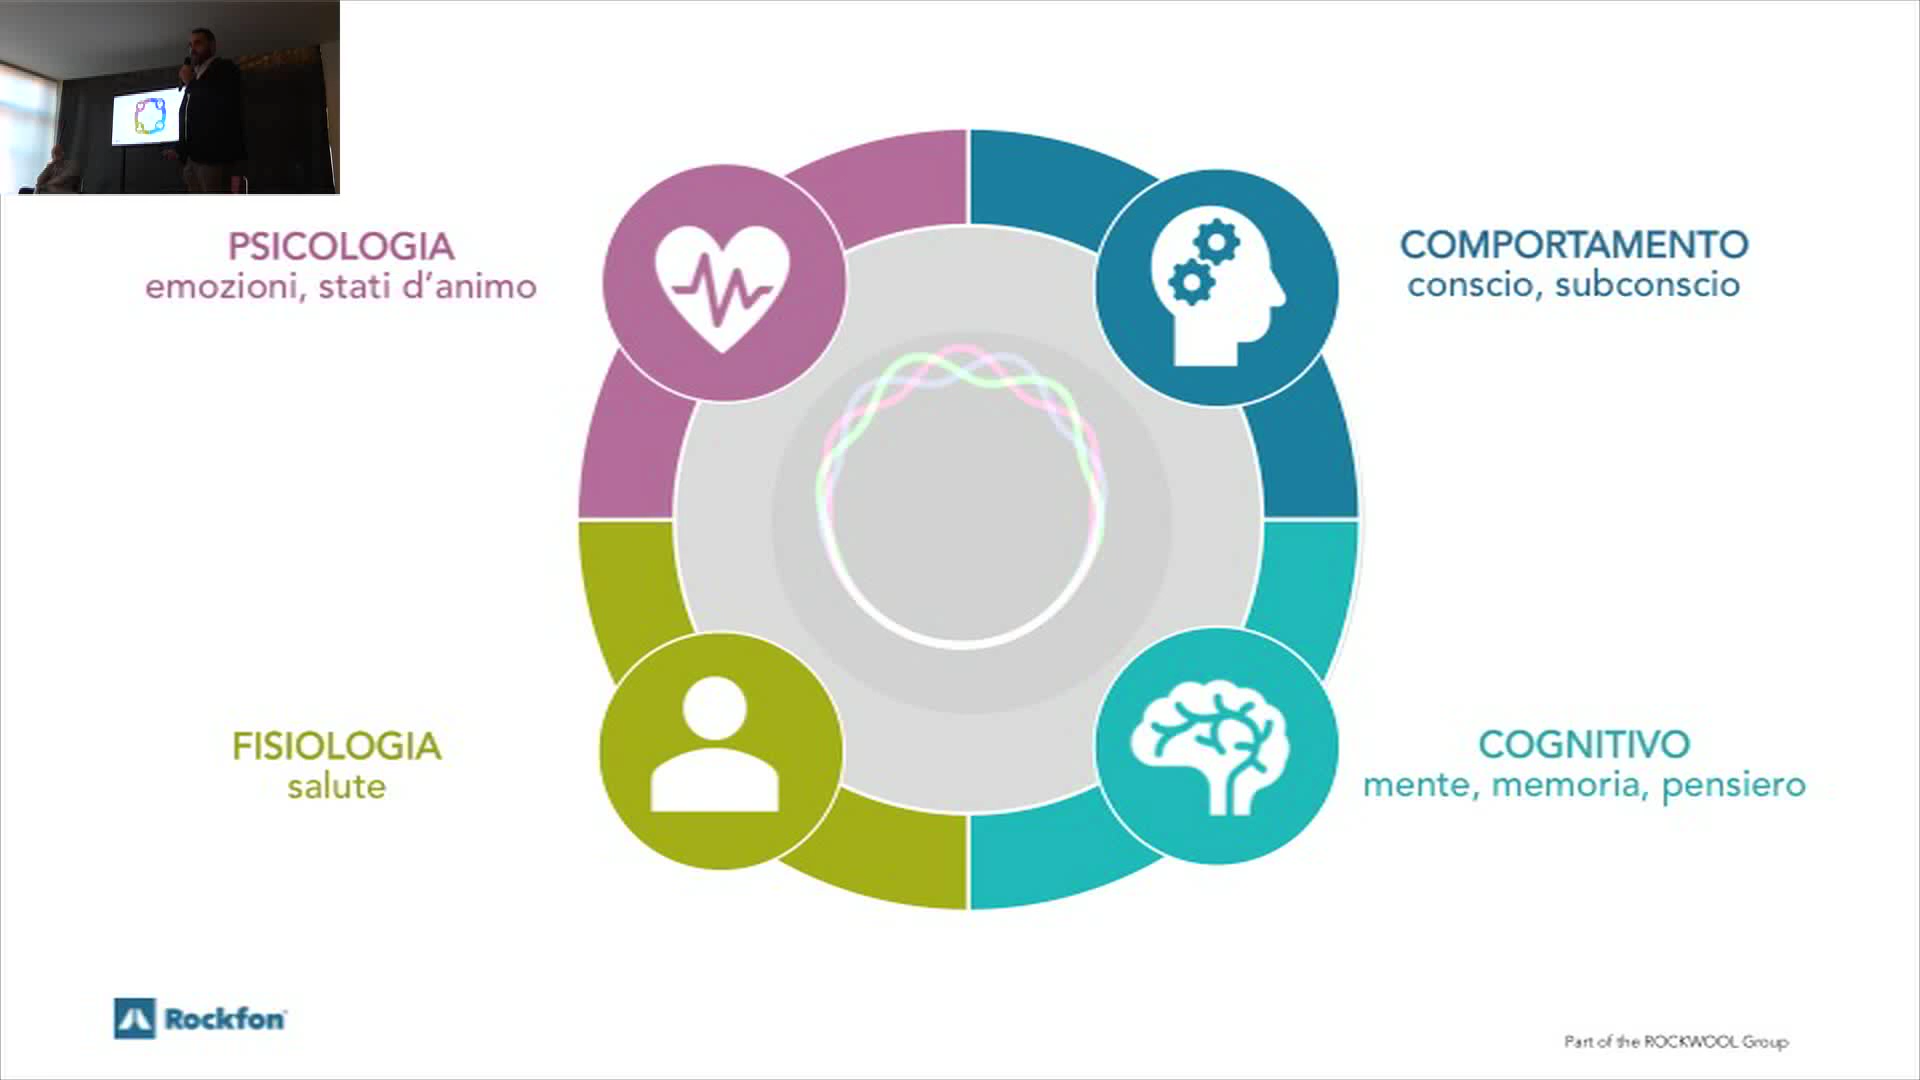 PSICOLOGIA
emozioni, stati d'animo
COMPORTAMENTO
conscio, subconscio
FISIOLOGIA
salute
COGNITIVO
mente, memoria, pensiero
Rockfon
Part of the ROCKWOOL Group